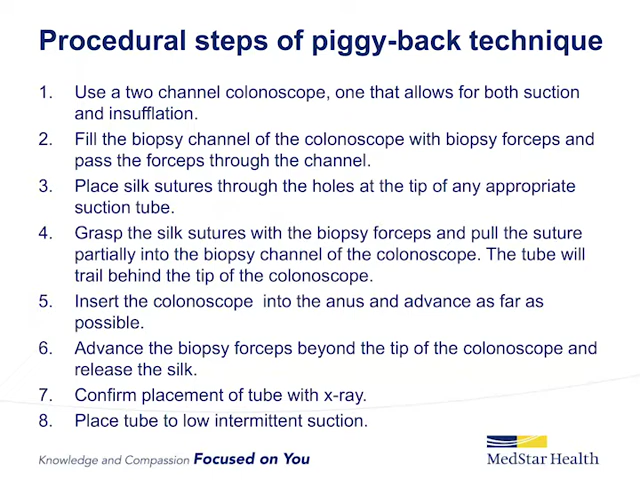 Procedural steps of piggy-back technique
1. Use a two channel colonoscope, one that allows for both suction
and insufflation.
2. Fill the biopsy channel of the colonoscope with biopsy forceps and
pass the forceps through the channel.
3. Place silk sutures through the holes at the tip of any appropriate
suction tube.
4. Grasp the silk sutures with the biopsy forceps and pull the suture
partially into the biopsy channel of the colonoscope. The tube will
trail behind the tip of the colonoscope.
5. Insert the colonoscope into the anus and advance as far as
possible.
6. Advance the biopsy forceps beyond the tip of the colonoscope and
release the silk.
7. Confirm placement of tube with x-ray.
8. Place tube to low intermittent suction.
Knowledge and Compassion Focused on You
MedStar Health